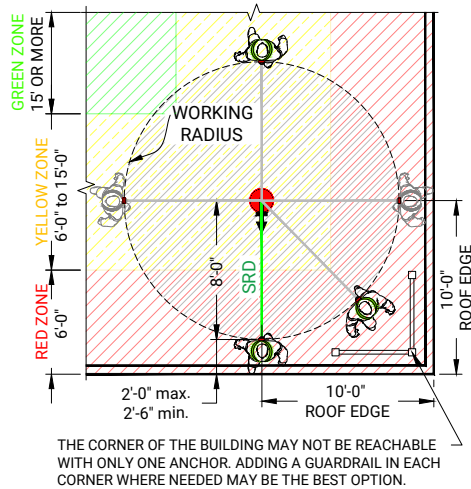 GREEN ZONE
15' OR MORE
WORKING
RADIUS
YELLOW ZONE
6'-0" to 15'-0"
8'-0"
SRD
RED ZONE
6'-0"
10'-0"
ROOF EDGE
2'-0" max.
2'-6" min.
10'-0"
ROOF EDGE
THE CORNER OF THE BUILDING MAY NOT BE REACHABLE
WITH ONLY ONE ANCHOR. ADDING A GUARDRAIL IN EACH
CORNER WHERE NEEDED MAY BE THE BEST OPTION.